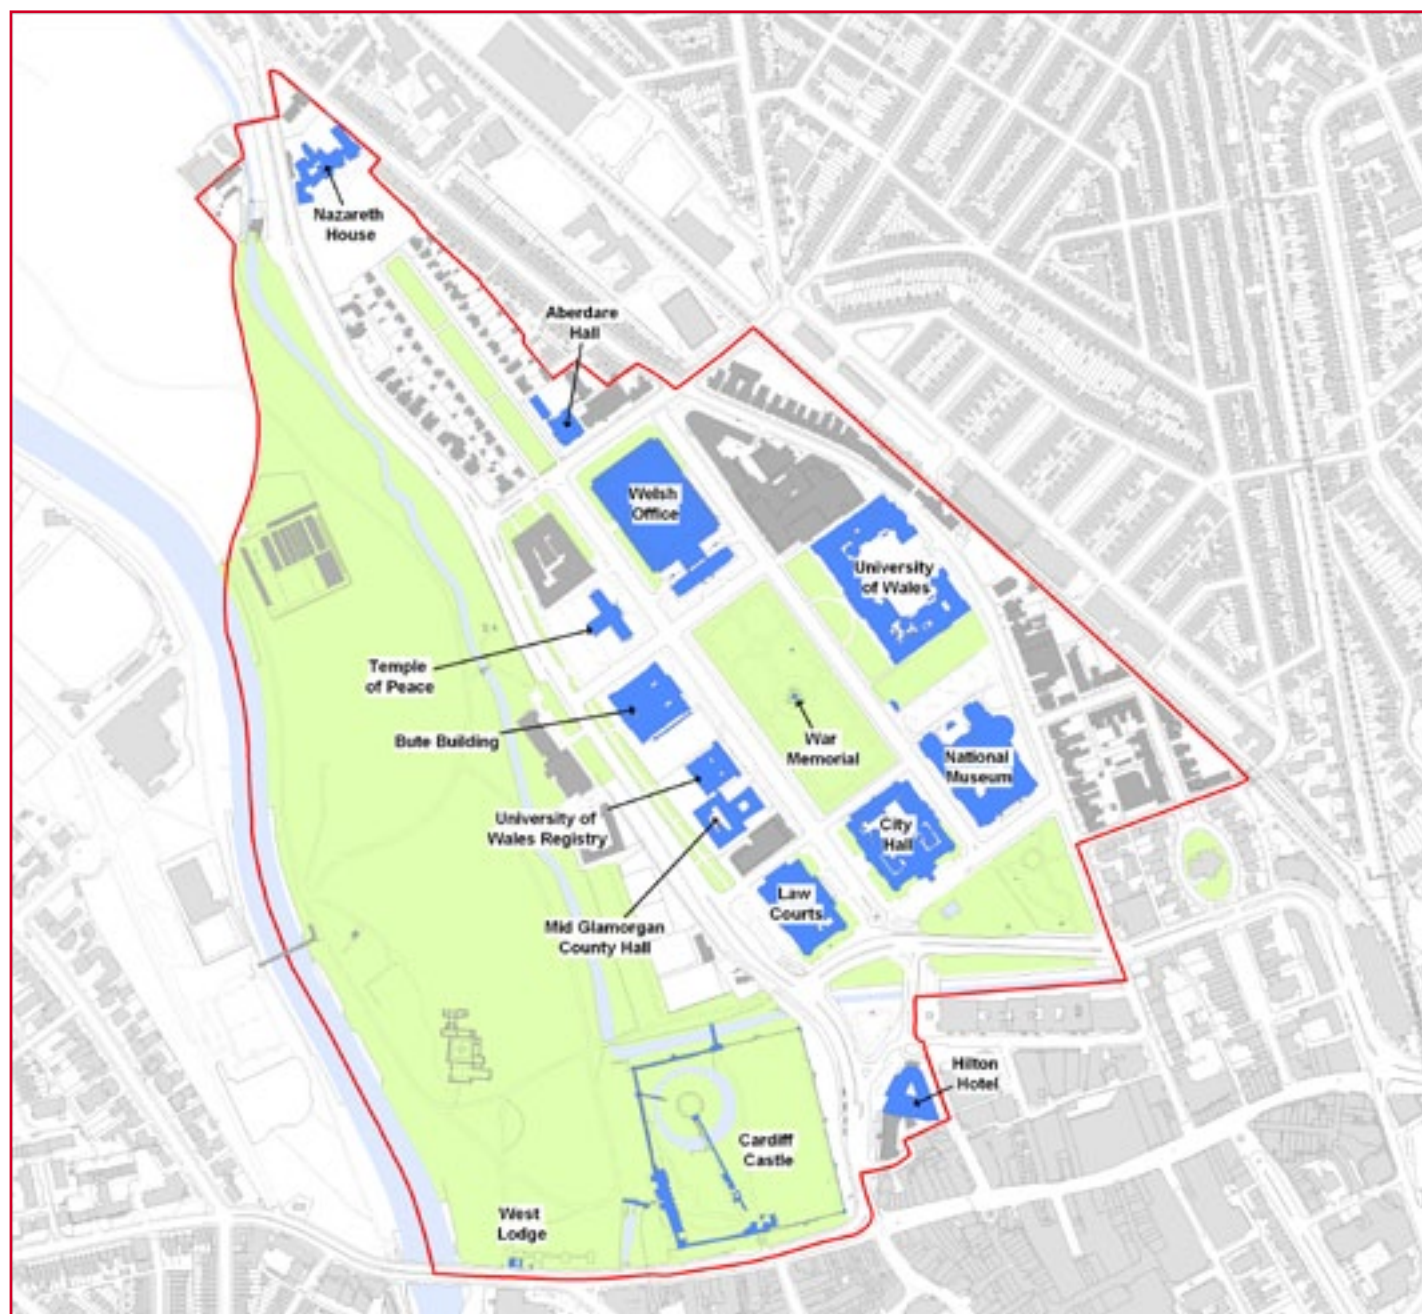 Nazareth
House
Aberdare
Hall
Welsh
Office
University
of Wales
Temple
of Peace
Bute Building
War
Memorial
National
Museum
University of
Wales Registry
City
Hall
Law
Courts
Mid Glamorgan
County Hall
Hilton
Hotel
Cardiff
Castle
West
Lodge